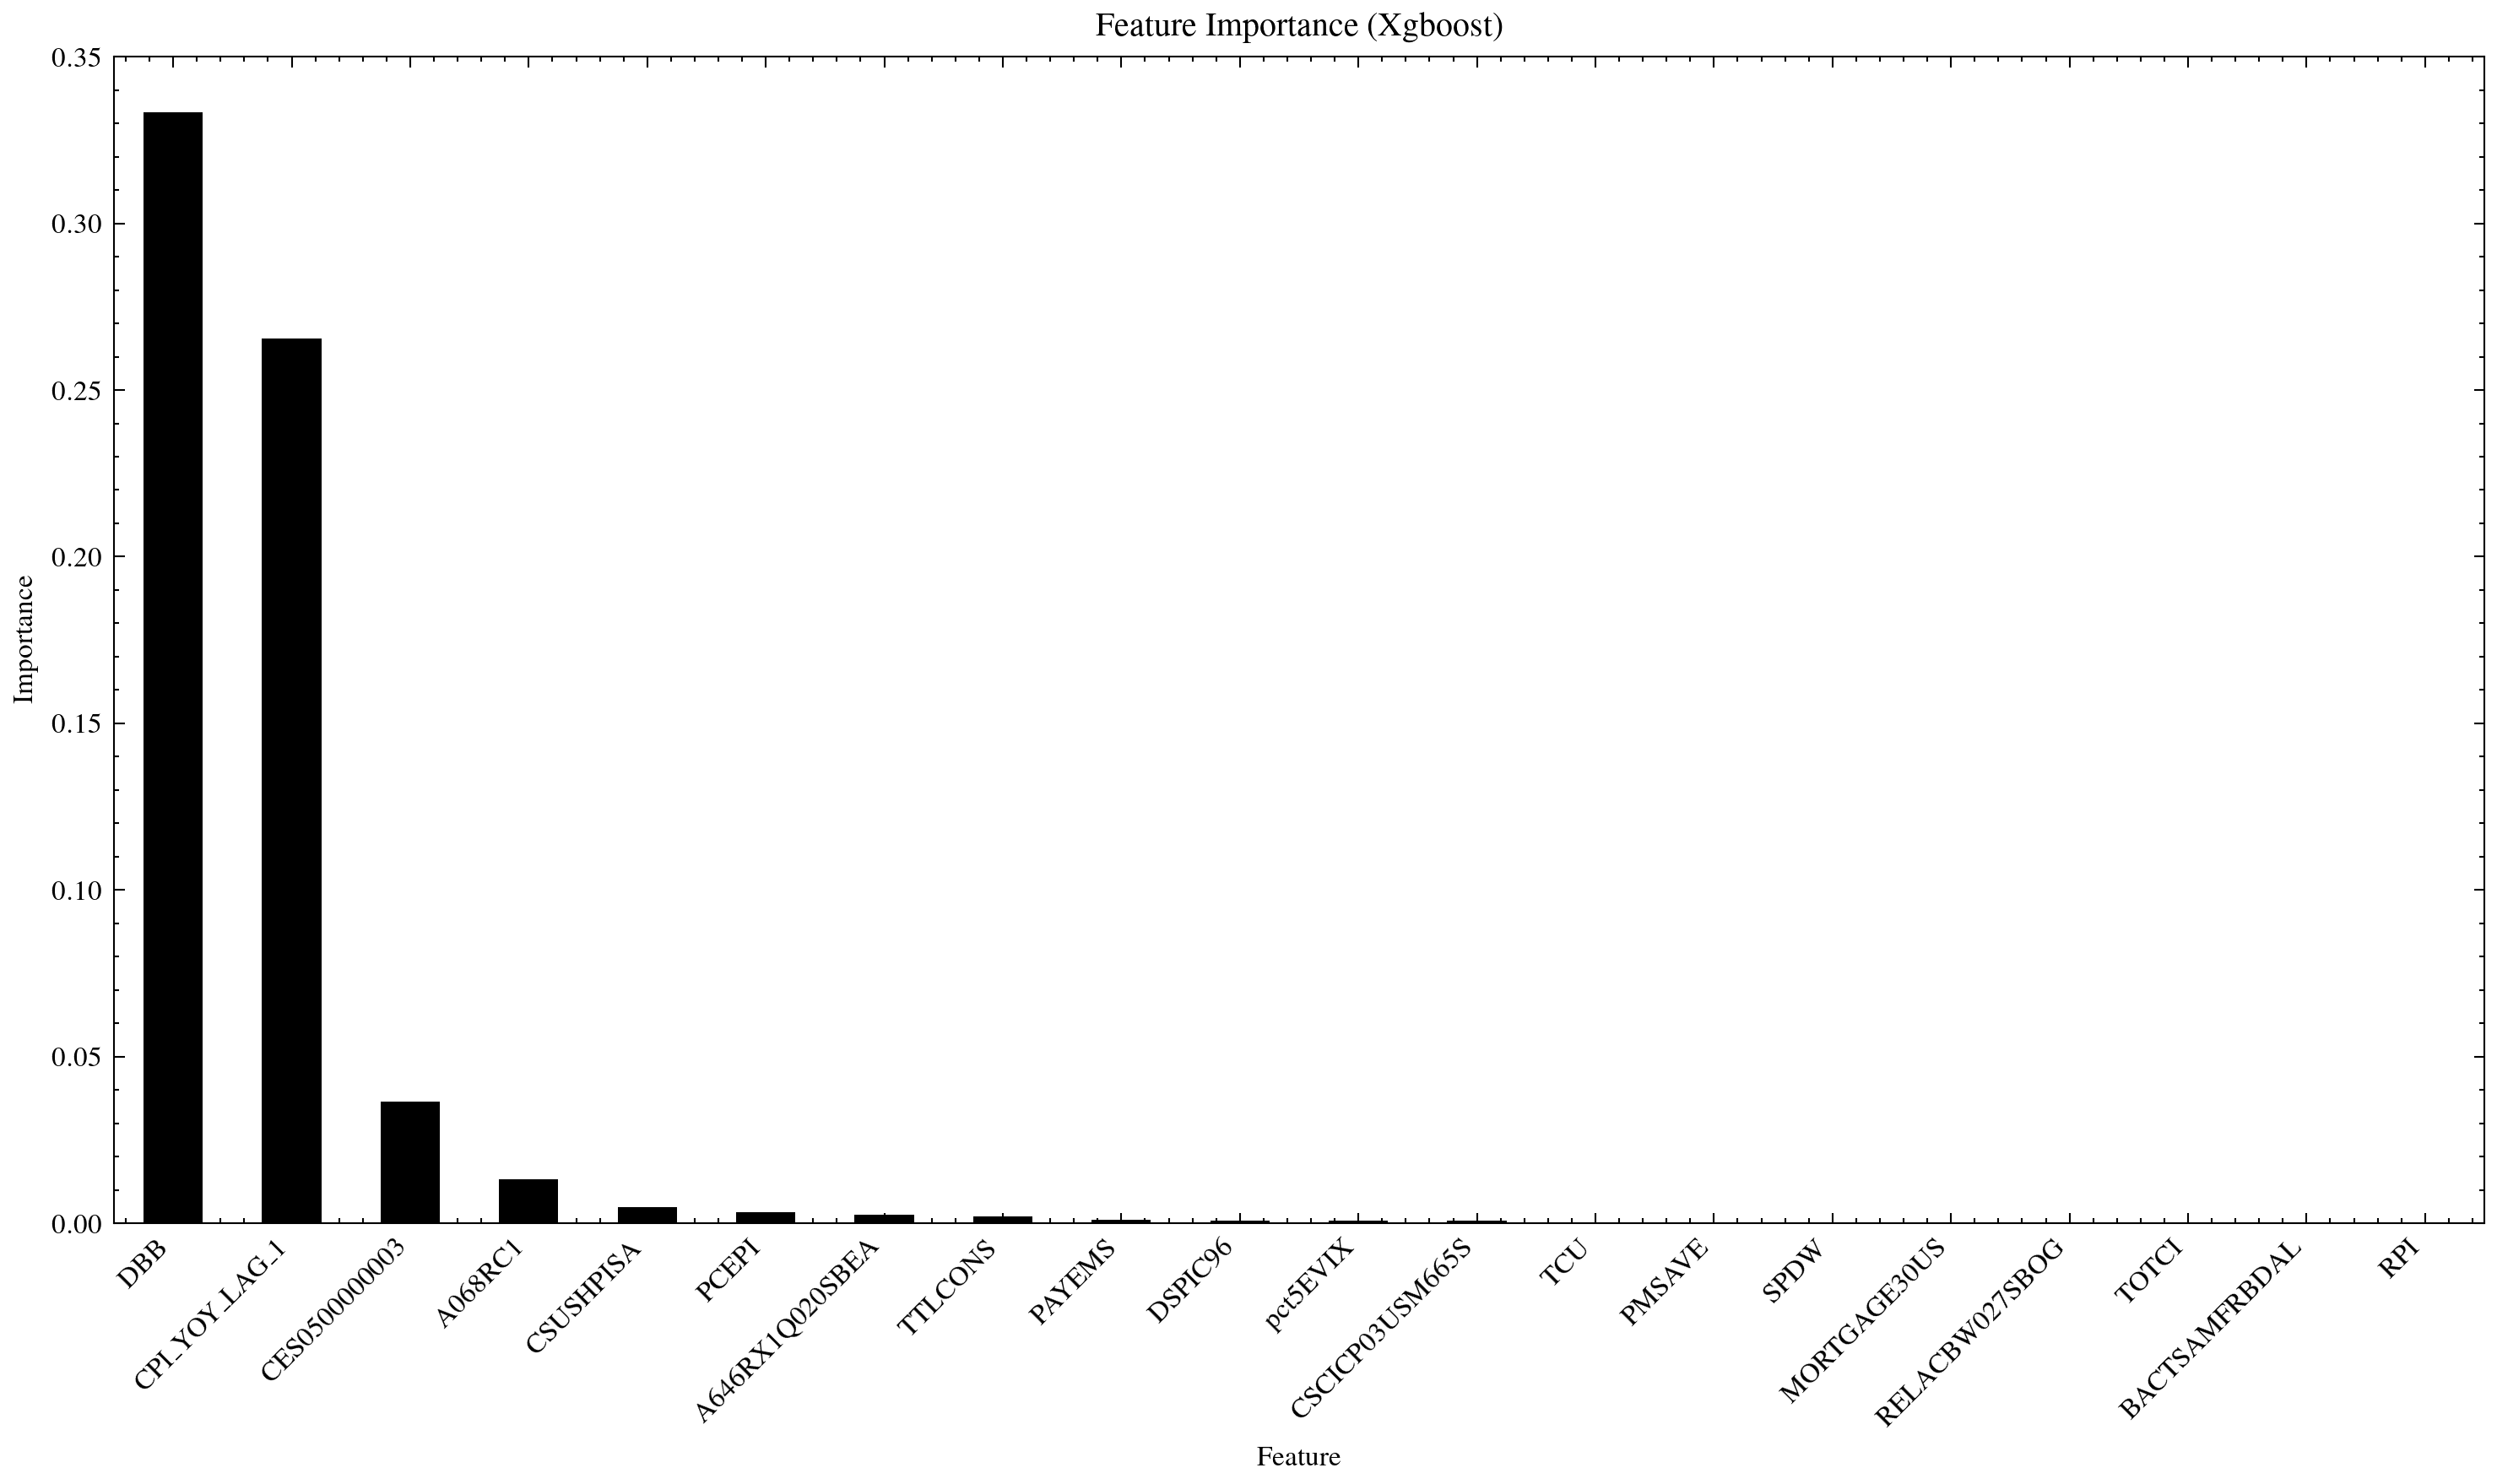 Feature Importance (Xgboost)
0.35
0.30
0.25
0.20
0.15
0.10
0.05
0.00
Importance
DBB
CPI_YOY_LAG_1
CES0500000003
A068RC1
CSUSHPISA
PCEPI
A646RX1Q020SBEA
TTLCONS
PAYEMS
DSPIC96
pct5EVIX
CSCICP03USM665S
TCU
PMSAVE
SPDW
MORTGAGE30US
RELACBW027SBOG
TOTCI
BACTSAMFRBDAL
RPI
Feature